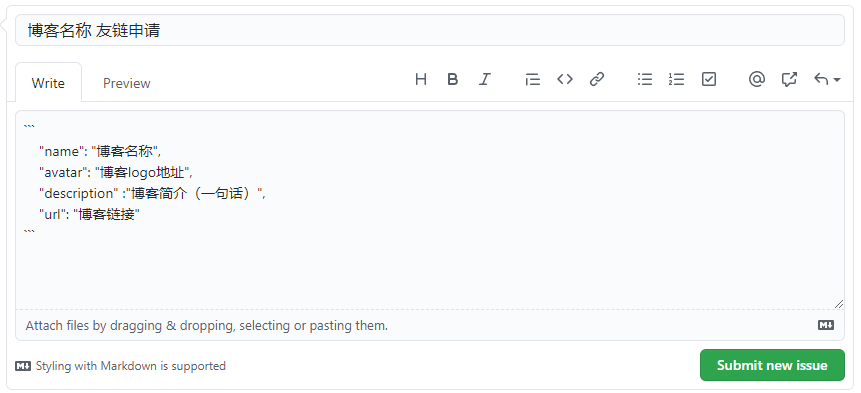 博客名称 友链申请
Write Preview
```
"name": "博客名称",
"avatar": "博客logo地址",
"description" :"博客简介（一句话）",
"url": "博客链接"
```
Attach files by dragging & dropping, selecting or pasting them.
Styling with Markdown is supported
Submit new issue